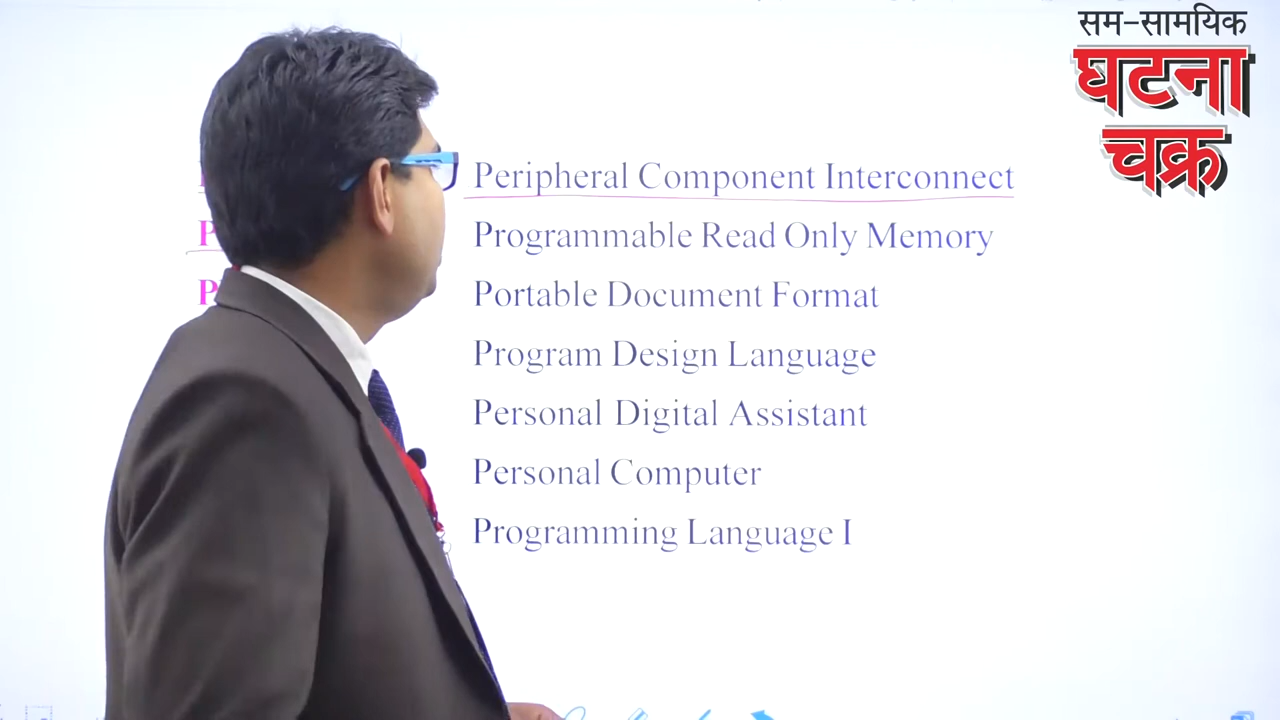 सम-सामयिक
घटना
चक्र
Peripheral Component Interconnect
Programmable Read Only Memory
Portable Document Format
Program Design Language
Personal Digital Assistant
Personal Computer
Programming Language I